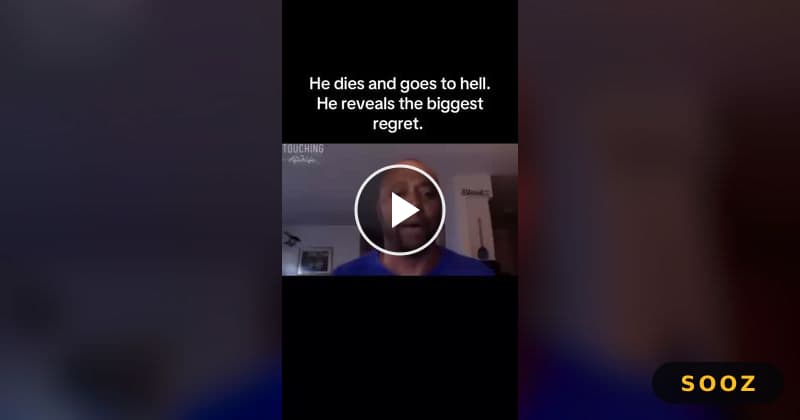 He dies and goes to hell.
He reveals the biggest
regret.
TOUCHING
SOOZ